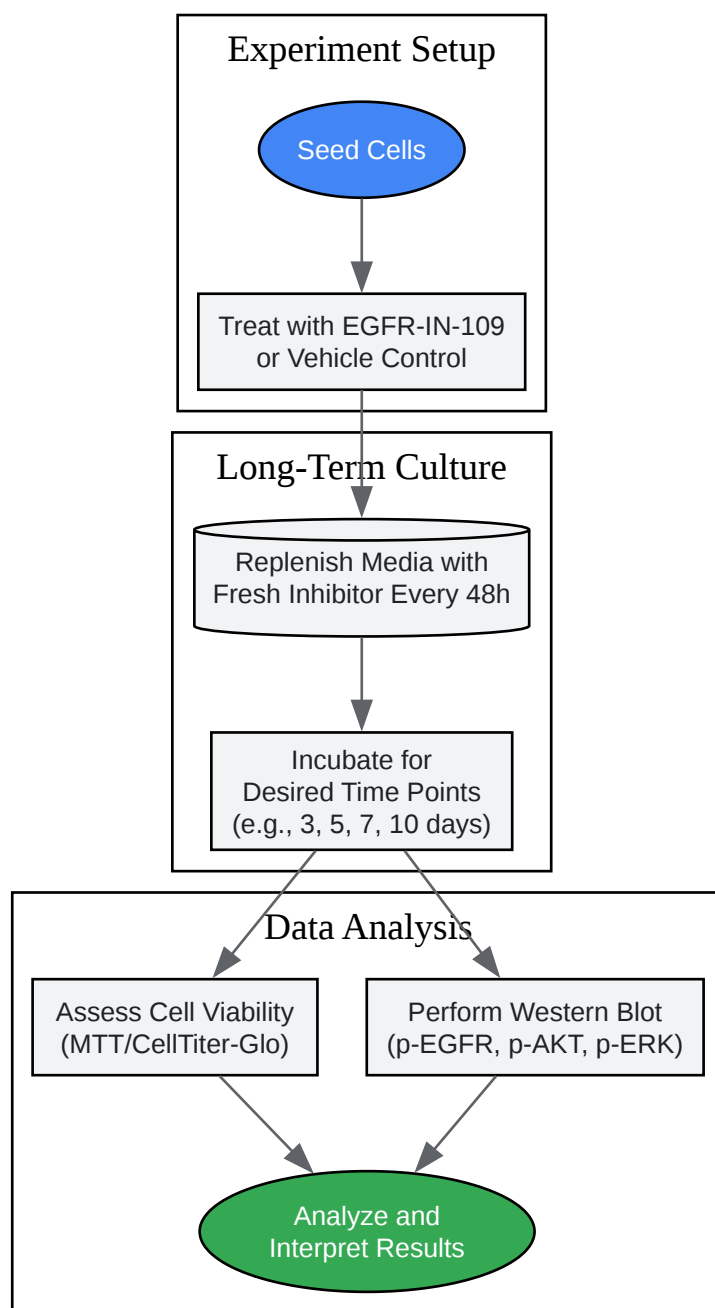 Experiment Setup
Seed Cells
Treat with EGFR-IN-109
or Vehicle Control
Long-Term Culture
Replenish Media with
Fresh Inhibitor Every 48h
Incubate for
Desired Time Points
(e.g., 3, 5, 7, 10 days)
Data Analysis
Assess Cell Viability
(MTT/CellTiter-Glo)
Perform Western Blot
(p-EGFR, p-AKT, p-ERK)
Analyze and
Interpret Results